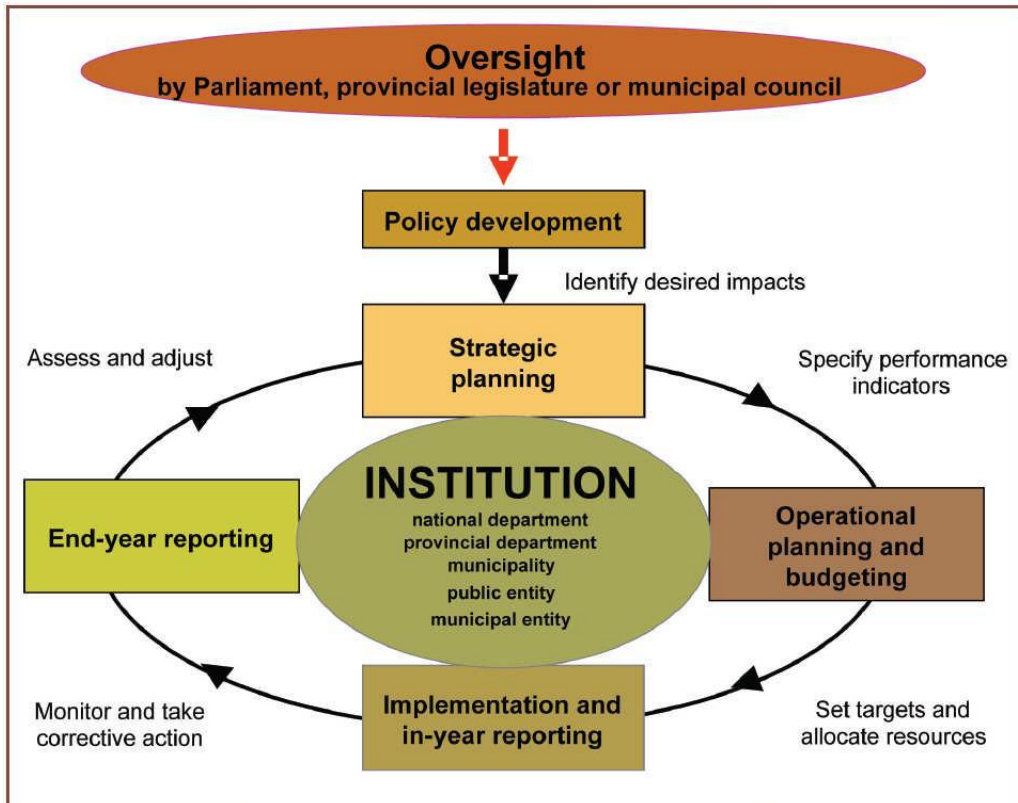 Oversight
by Parliament, provincial legislature or municipal council
Policy development
Identify desired impacts
Strategic
planning
Assess and adjust
Specify performance
indicators
INSTITUTION
national department
provincial department
municipality
public entity
municipal entity
End-year reporting
Operational
planning and
budgeting
Implementation and
in-year reporting
Monitor and take
corrective action
Set targets and
allocate resources